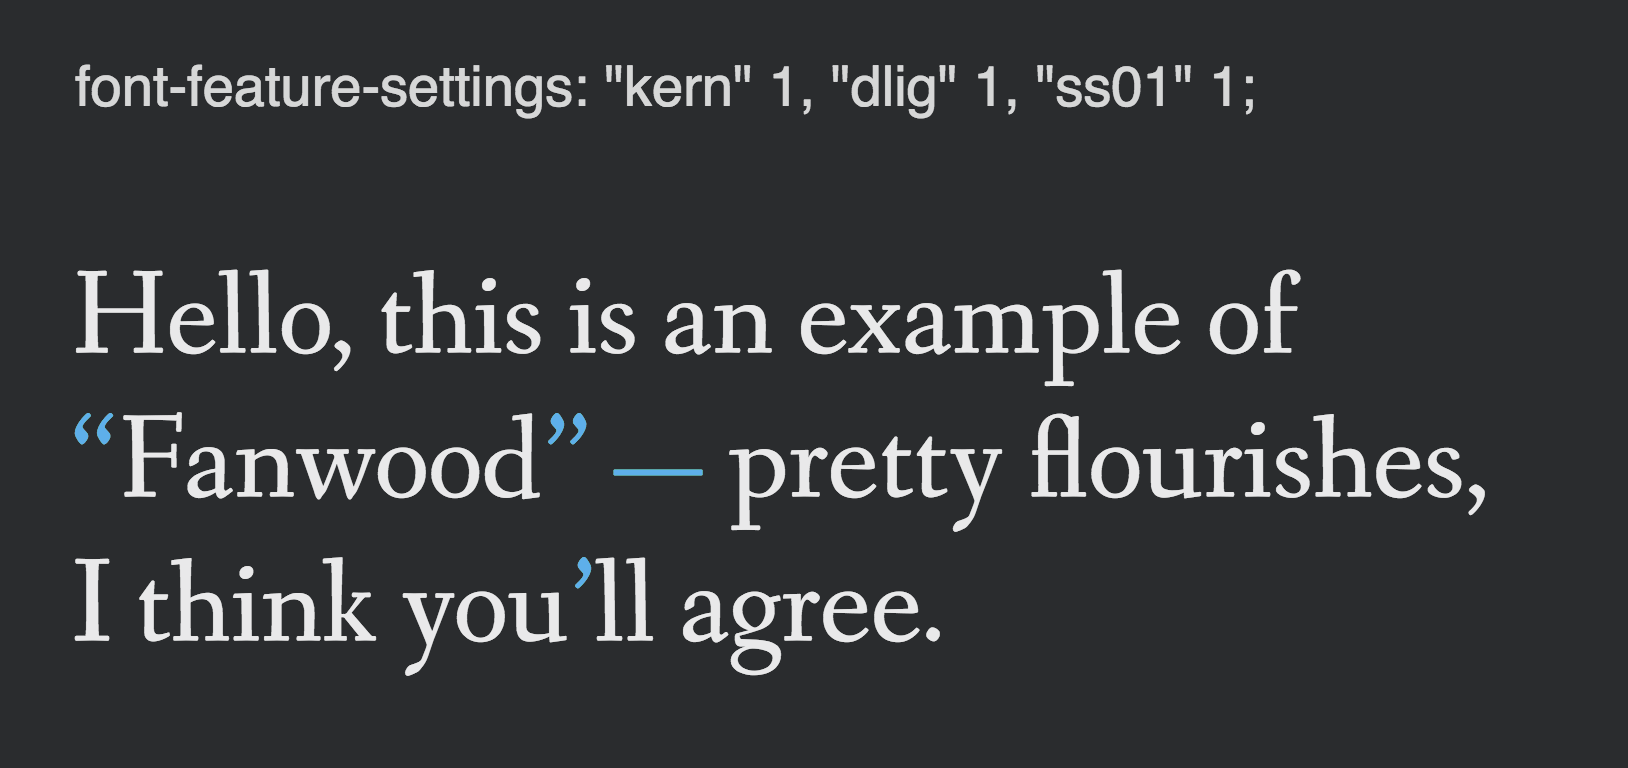 font-feature-settings: "kern" 1, "dlig" 1, "ss01" 1;
Hello, this is an example of
“Fanwood” — pretty flourishes,
I think you’ll agree.